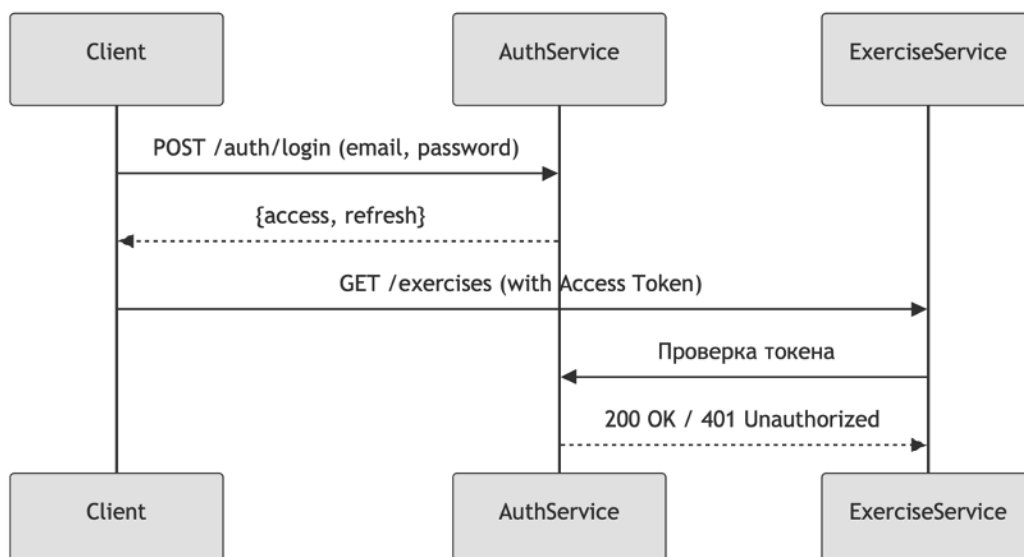 Client
AuthService
ExerciseService
POST /auth/login (email, password)
{access, refresh}
GET /exercises (with Access Token)
Проверка токена
200 OK / 401 Unauthorized
Client
AuthService
ExerciseService